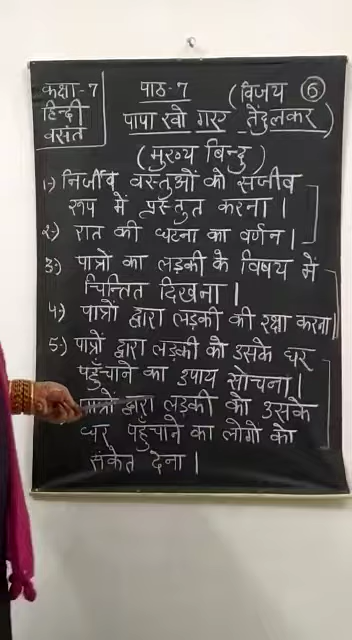 कक्षा-7 पाठ-7 (विजय 6
हिन्दी पापा खो गए तेंदुलकर)
वसंत
(मुख्य बिन्दु)
1-) निर्जीव वस्तुओं को सजीव
रूप में प्रस्तुत करना।
2-) रात की घटना का वर्णन।
3-) पात्रों का लड़की के विषय में
चिन्तित दिखना।
4-) पात्रों द्वारा लड़की की रक्षा करना।
5-) पात्रों द्वारा लड़की को उसके घर
पहुँचाने का उपाय सोचना।
पात्रों द्वारा लड़की को उसके
घर पहुँचाने का लोगो को
संकेत देना।